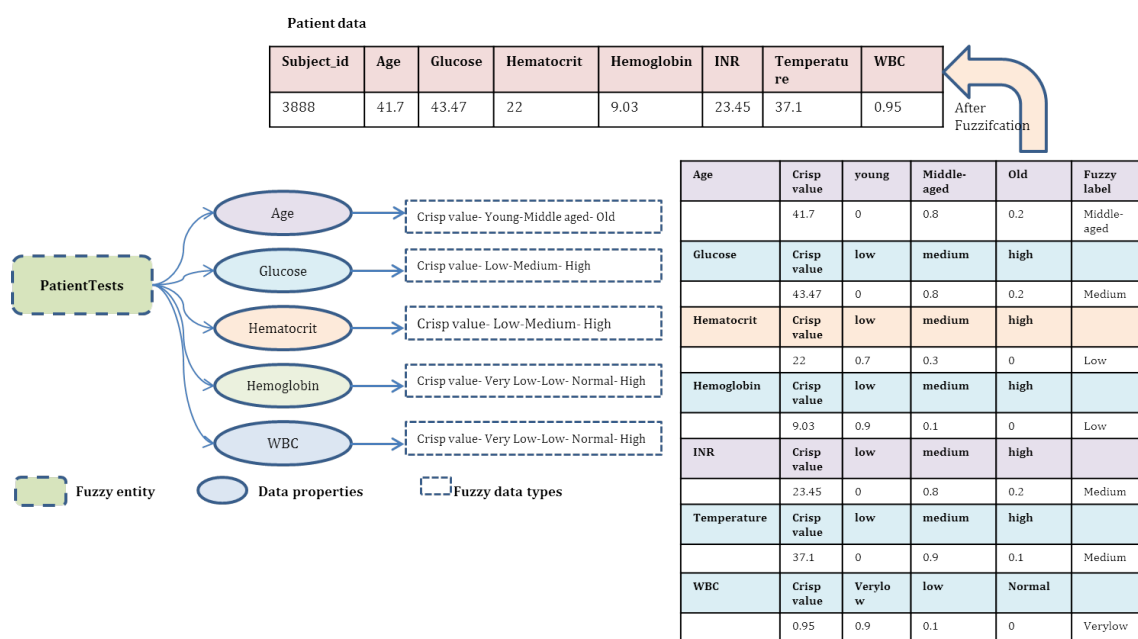 Patient data
Subject_id Age Glucose Hematocrit Hemoglobin INR Temperatu
re WBC
3888 41.7 43.47 22 9.03 23.45 37.1 0.95
After
Fuzzifcation
PatientTests
Age
Crisp value- Young-Middle aged- Old
Glucose
Crisp value- Low-Medium- High
Hematocrit
Crisp value- Low-Medium- High
Hemoglobin
Crisp value- Very Low-Low- Normal-High
WBC
Crisp value- Very Low-Low- Normal-High
Fuzzy entity
Data properties
Fuzzy data types
Age Crisp
value young Middle-
aged Old Fuzzy
label
41.7 0 0.8 0.2 Middle-
aged
Glucose Crisp
value low medium high
43.47 0 0.8 0.2 Medium
Hematocrit Crisp
value low medium high
22 0.7 0.3 0 Low
Hemoglobin Crisp
value low medium high
9.03 0.9 0.1 0 Low
INR Crisp
value low medium high
23.45 0 0.8 0.2 Medium
Temperature Crisp
value low medium high
37.1 0 0.9 0.1 Medium
WBC Crisp
value Verylo
w low Normal
0.95 0.9 0.1 0 Verylow